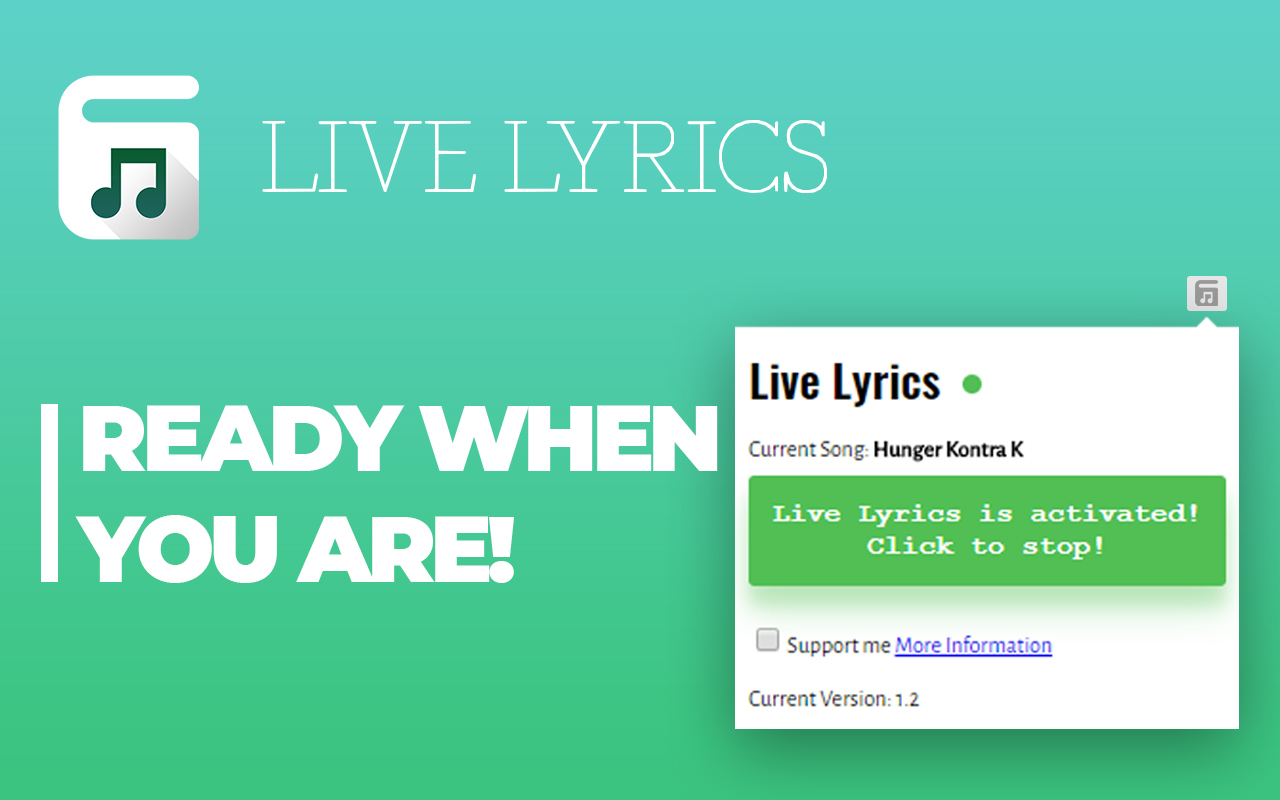 LIVE LYRICS
READY WHEN
YOU ARE!
Live Lyrics
Current Song: Hunger Kontra K
Live Lyrics is activated!
Click to stop!
Support me More Information
Current Version: 1.2